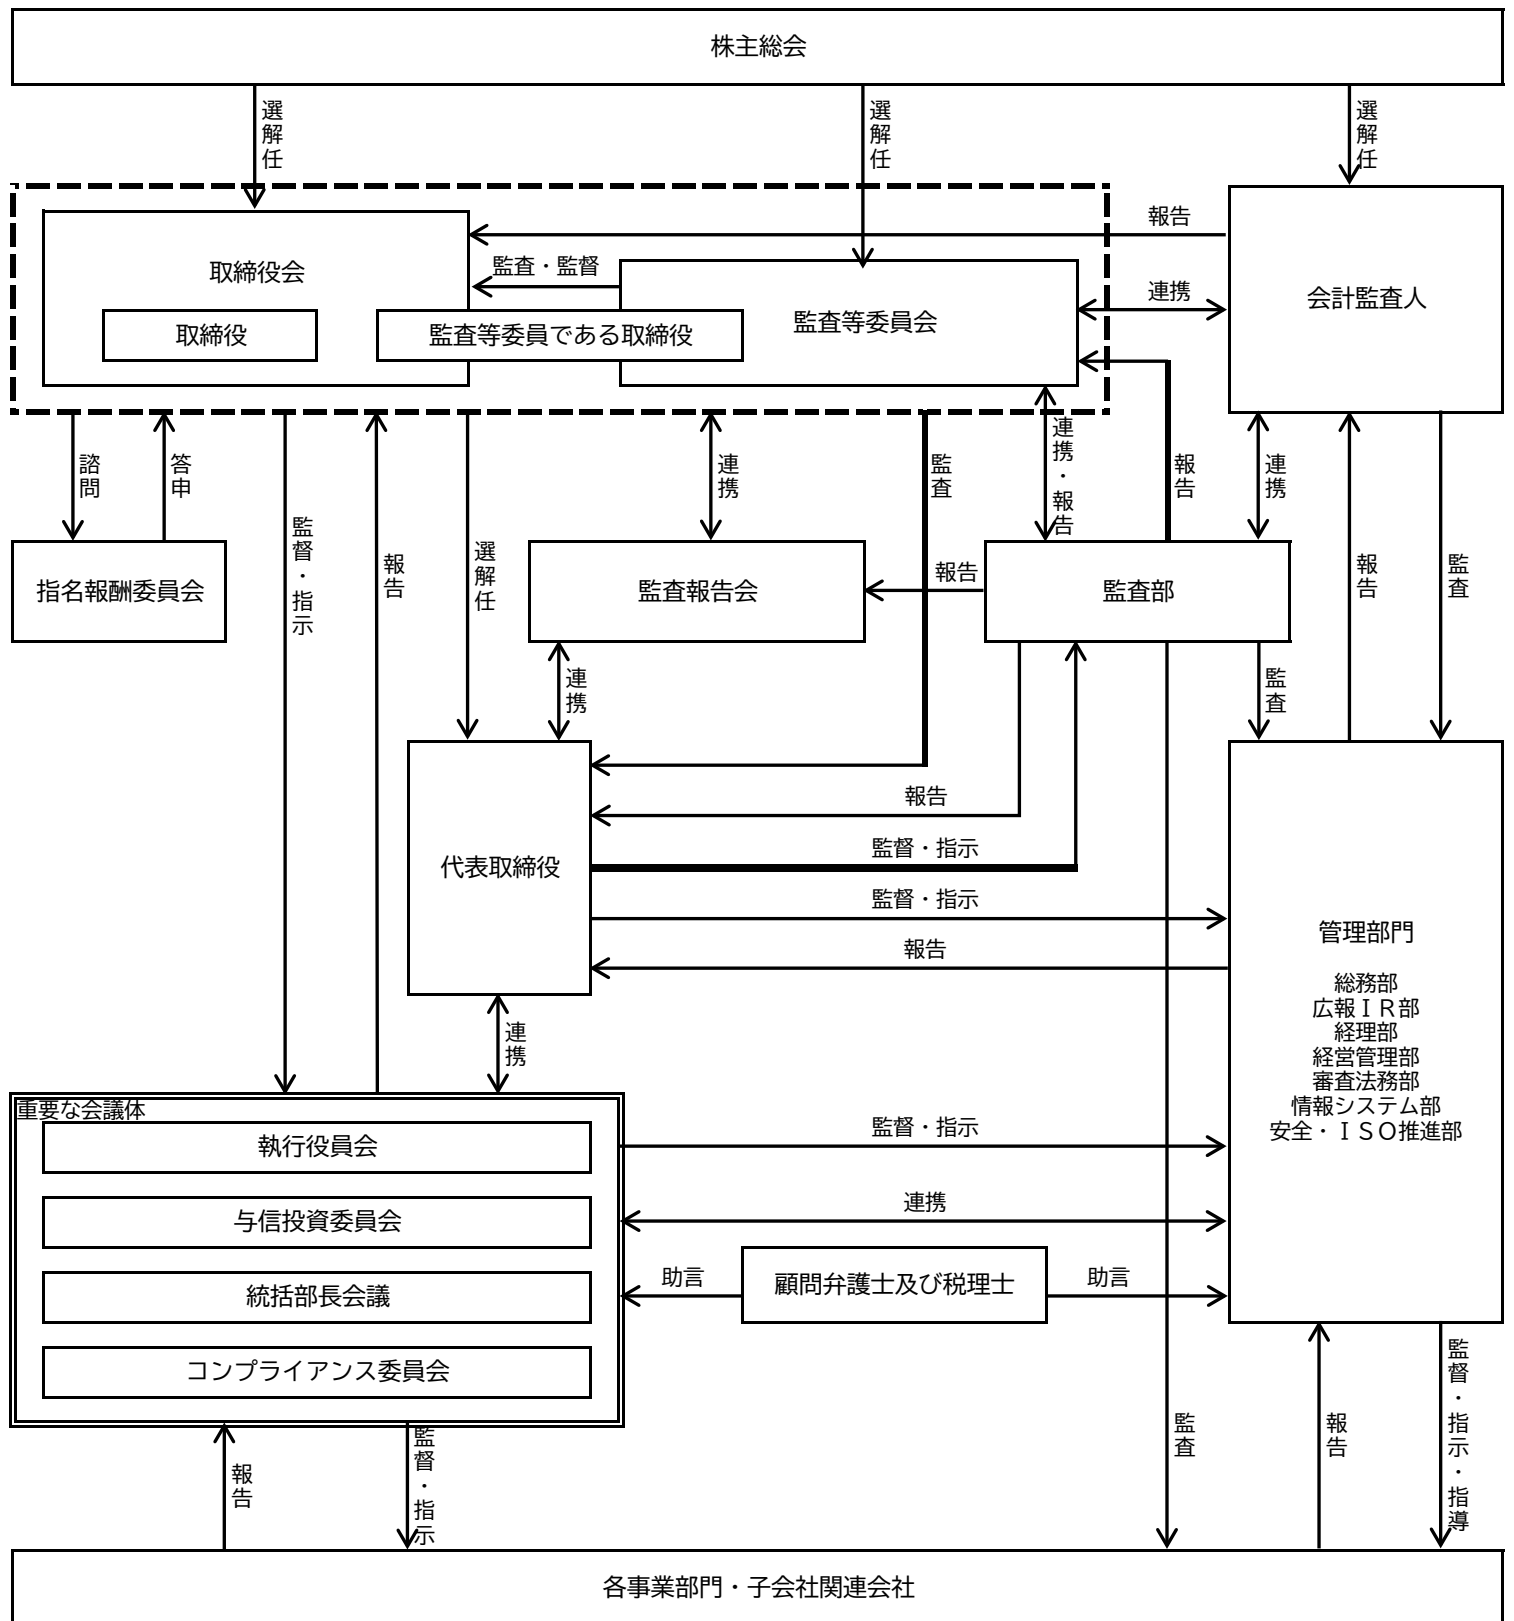 株主総会
選解任
選解任
選解任
報告
取締役会
監査・監督
連携
会計監査人
取締役
監査等委員である取締役
監査等委員会
諮問
答申
監督・指示
報告
選解任
連携
監査
連携・報告
報告
連携
報告
監査
指名報酬委員会
監査報告会
報告
監査部
連携
監査
報告
代表取締役
監督・指示
監督・指示
報告
管理部門
総務部
広報ＩＲ部
経理部
経営管理部
審査法務部
情報システム部
安全・ＩＳＯ推進部
連携
重要な会議体
執行役員会
監督・指示
与信投資委員会
連携
統括部長会議
助言
顧問弁護士及び税理士
助言
コンプライアンス委員会
報告
監督・指示
監査
報告
監督・指示・指導
各事業部門・子会社関連会社